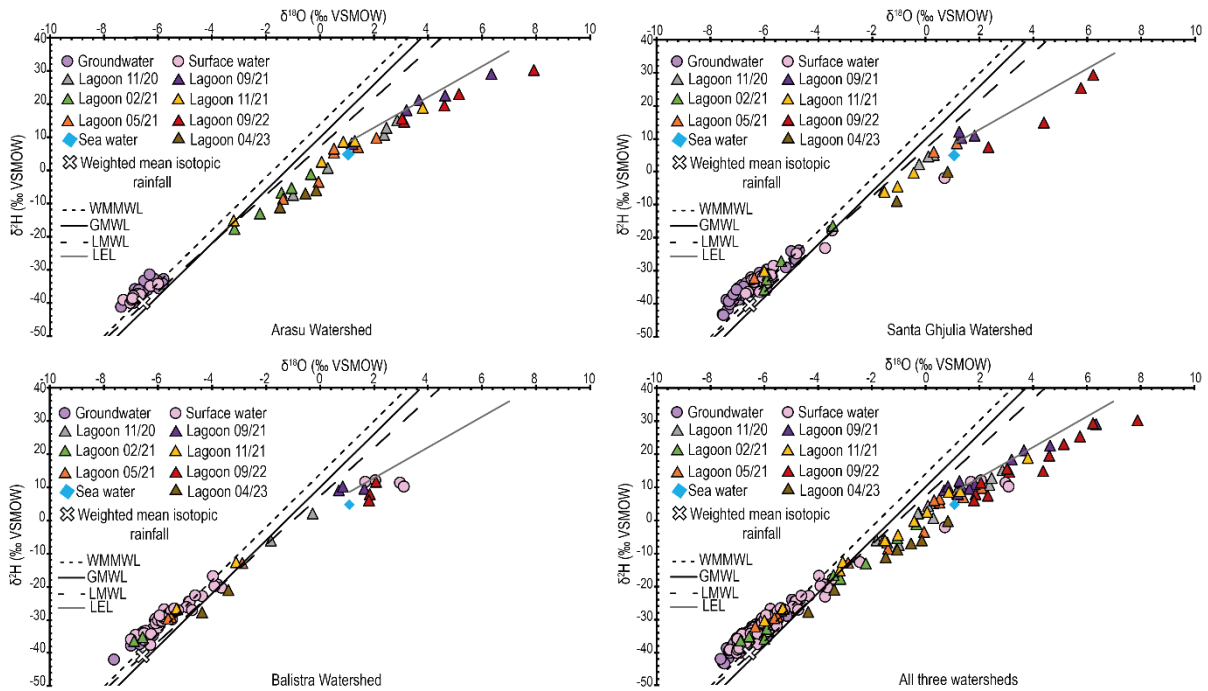 δ¹⁸O (‰ VSMOW)
-10 -8 -6 -4 -2 0 2 4 6 8 10
δ²H (‰ VSMOW)
40
30
20
10
0
-10
-20
-30
-40
-50
Groundwater Surface water
Lagoon 11/20 Lagoon 09/21
Lagoon 02/21 Lagoon 11/21
Lagoon 05/21 Lagoon 09/22
Sea water Lagoon 04/23
Weighted mean isotopic
rainfall
WMMWL
GMWL
LMWL
LEL
Arasu Watershed
δ¹⁸O (‰ VSMOW)
-10 -8 -6 -4 -2 0 2 4 6 8 10
δ²H (‰ VSMOW)
40
30
20
10
0
-10
-20
-30
-40
-50
Groundwater Surface water
Lagoon 11/20 Lagoon 09/21
Lagoon 02/21 Lagoon 11/21
Lagoon 05/21 Lagoon 09/22
Sea water Lagoon 04/23
Weighted mean isotopic
rainfall
WMMWL
GMWL
LMWL
LEL
Santa Ghjulia Watershed
δ¹⁸O (‰ VSMOW)
-10 -8 -6 -4 -2 0 2 4 6 8 10
δ²H (‰ VSMOW)
40
30
20
10
0
-10
-20
-30
-40
-50
Groundwater Surface water
Lagoon 11/20 Lagoon 09/21
Lagoon 02/21 Lagoon 11/21
Lagoon 05/21 Lagoon 09/22
Sea water Lagoon 04/23
Weighted mean isotopic
rainfall
WMMWL
GMWL
LMWL
LEL
Balistra Watershed
δ¹⁸O (‰ VSMOW)
-10 -8 -6 -4 -2 0 2 4 6 8 10
δ²H (‰ VSMOW)
40
30
20
10
0
-10
-20
-30
-40
-50
Groundwater Surface water
Lagoon 11/20 Lagoon 09/21
Lagoon 02/21 Lagoon 11/21
Lagoon 05/21 Lagoon 09/22
Sea water Lagoon 04/23
Weighted mean isotopic
rainfall
WMMWL
GMWL
LMWL
LEL
All three watersheds